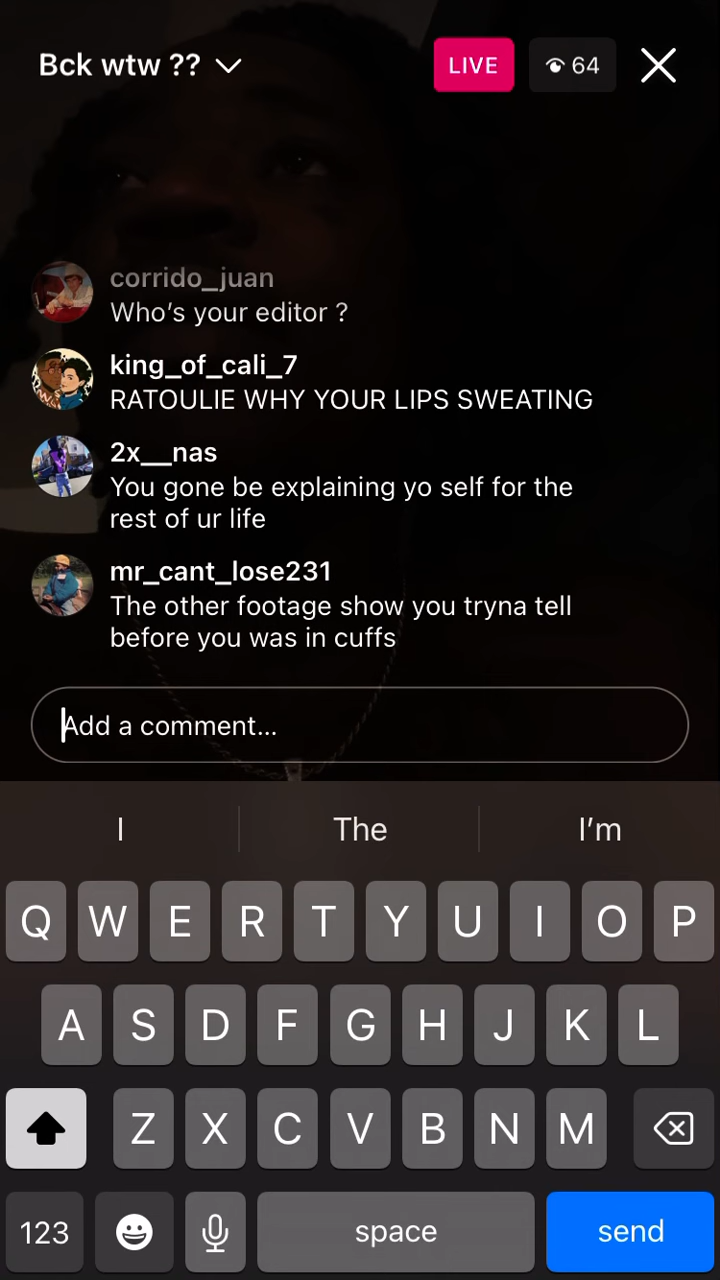 Bck wtw ??
LIVE
64
corrido_juan
Who’s your editor ?
king_of_cali_7
RATOULIE WHY YOUR LIPS SWEATING
2x__nas
You gone be explaining yo self for the
rest of ur life
mr_cant_lose231
The other footage show you tryna tell
before you was in cuffs
Add a comment...
I The I’m
Q W E R T Y U I O P
A S D F G H J K L
Z X C V B N M
123 space send